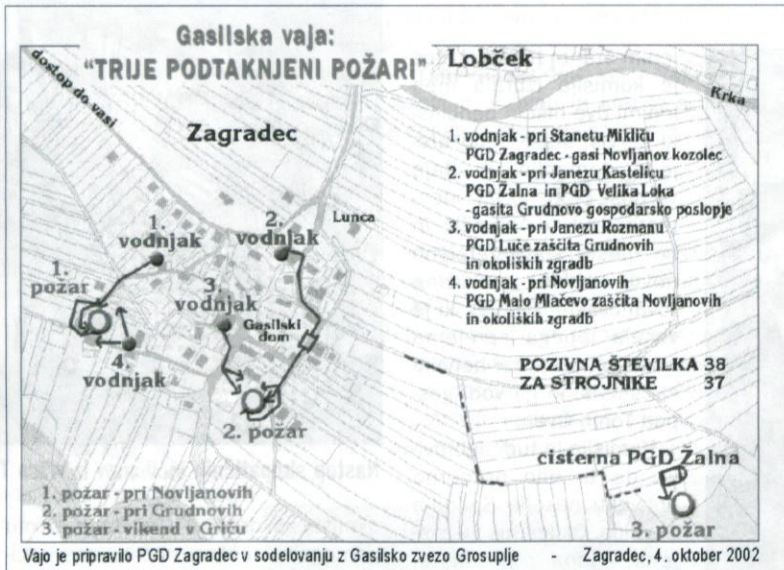 Gasilska vaja:
"TRIJE PODTAKNJENI POŽARI"
Lobček
dostop do vasi
Krka
Zagradec
1. vodnjak - pri Stanetu Mikliču
PGD Zagradec - gasi Novljanov kozolec
2. vodnjak - pri Janezu Kastelicu
PGD Žalna in PGD Velika Loka
- gasita Grudnovo gospodarsko poslopje
3. vodnjak - pri Janezu Rozmanu
PGD Luče zaščita Grudnovih
in okoliških zgradb
4. vodnjak - pri Novljanovih
PGD Malo Mlačevo zaščita Novljanovih
in okoliških zgradb
Lunca
1.
vodnjak
2.
vodnjak
1.
požar
3.
vodnjak
Gasilski
dom
4.
vodnjak
2. požar
POZIVNA ŠTEVILKA 38
ZA STROJNIKE 37
cisterna PGD Žalna
3. požar
1. požar - pri Novljanovih
2. požar - pri Grudnovih
3. požar - vikend v Griču
Vajo je pripravilo PGD Zagradec v sodelovanju z Gasilsko zvezo Grosuplje - Zagradec, 4. oktober 2002